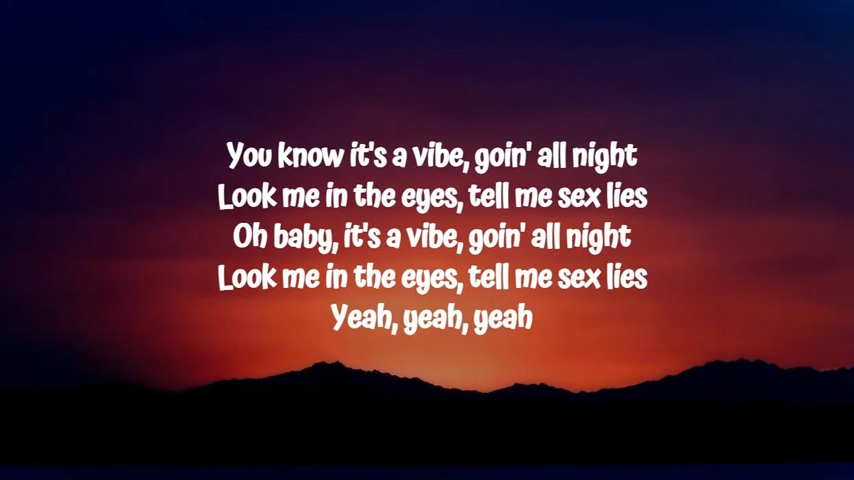 You know it's a vibe, goin' all night
Look me in the eyes, tell me sex lies
Oh baby, it's a vibe, goin' all night
Look me in the eyes, tell me sex lies
Yeah, yeah, yeah